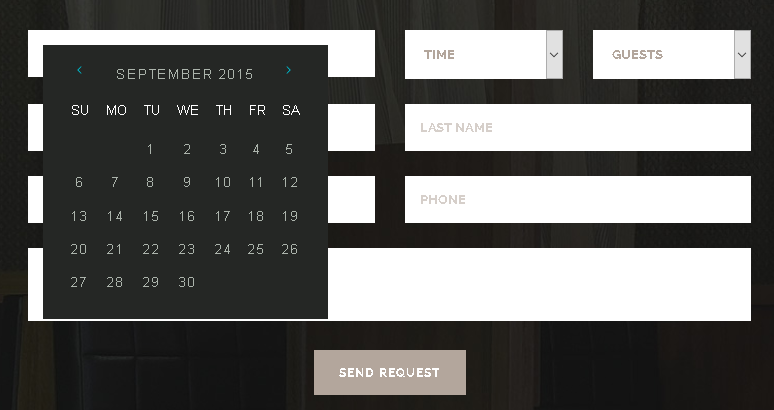 TIME
GUESTS
‹ SEPTEMBER 2015 ›
SU MO TU WE TH FR SA
1 2 3 4 5
6 7 8 9 10 11 12
13 14 15 16 17 18 19
20 21 22 23 24 25 26
27 28 29 30
LAST NAME
PHONE
SEND REQUEST